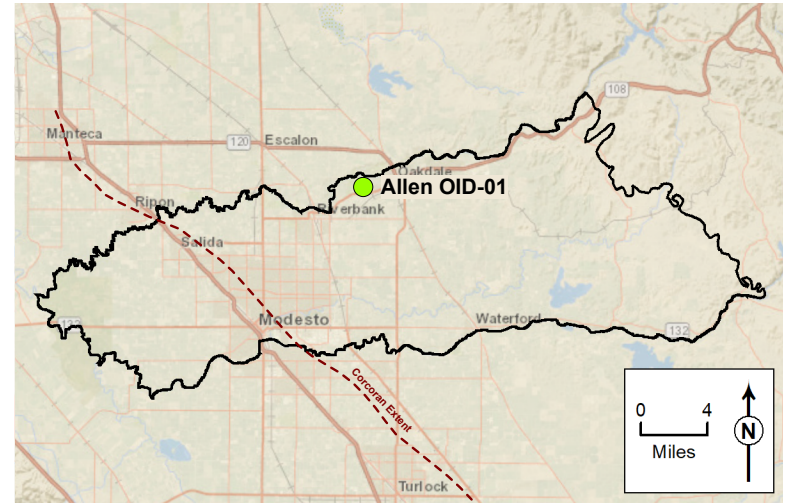 108
Manteca
120
Escalon
Oakdale
Allen OID-01
Ripon
Riverbank
Salida
132
Modesto
Waterford
132
Corcoran Extent
0 4
Miles
N
Turlock